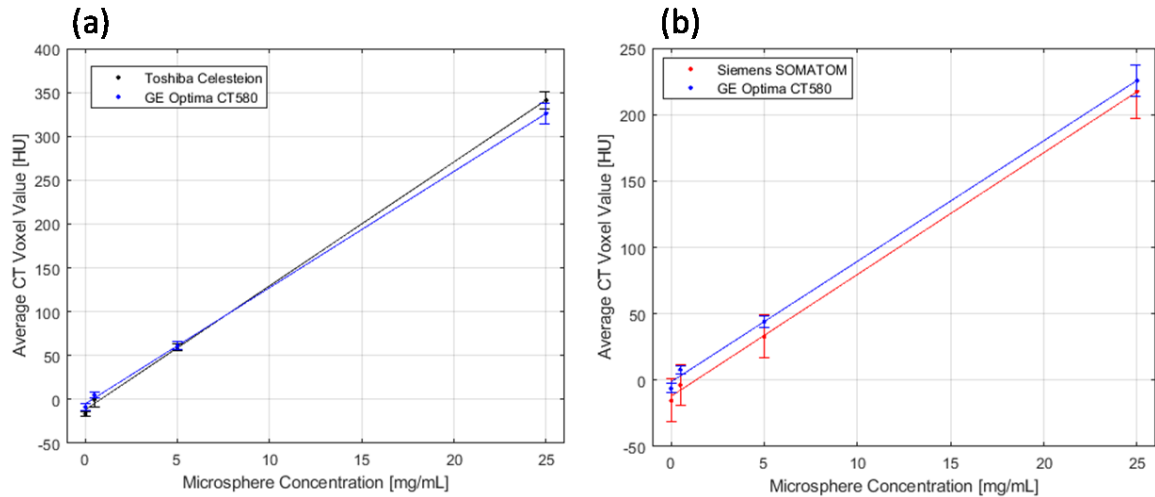 (a)
Average CT Voxel Value [HU]
400
350
300
250
200
150
100
50
0
-50
Toshiba Celesteion
GE Optima CT580
0 5 10 15 20 25
Microsphere Concentration [mg/mL]
(b)
Average CT Voxel Value [HU]
250
200
150
100
50
0
-50
Siemens SOMATOM
GE Optima CT580
0 5 10 15 20 25
Microsphere Concentration [mg/mL]